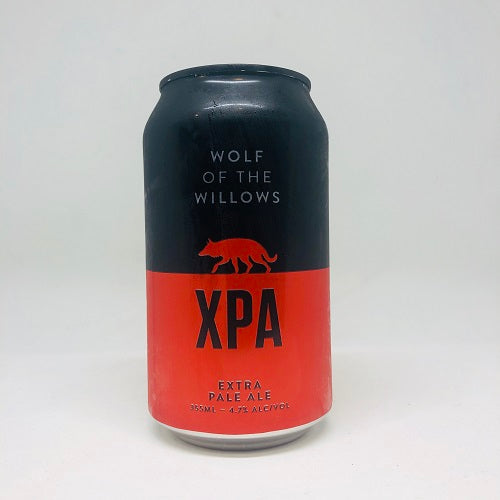 WOLF
OF THE
WILLOWS
XPA
EXTRA
PALE ALE
355ML – 4.7% ALC/VOL